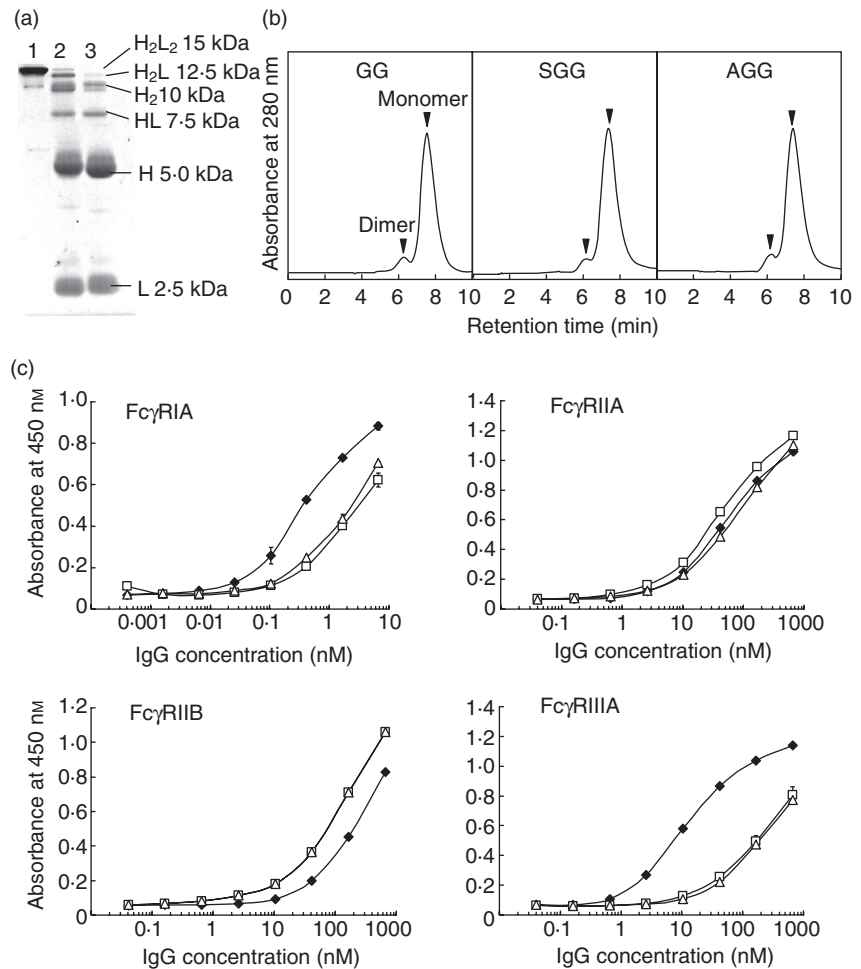 (a)
1 2 3
H₂L₂ 15 kDa
H₂L 12·5 kDa
H₂10 kDa
HL 7·5 kDa
H 5·0 kDa
L 2·5 kDa
(b)
Absorbance at 280 nm
GG
SGG
AGG
Monomer
Dimer
0 2 4 6 8 10 2 4 6 8 10 2 4 6 8 10
Retention time (min)
(c)
Absorbance at 450 nM
FcγRIA
1·0
0·8
0·6
0·4
0·2
0
0·001 0·01 0·1 1 10
IgG concentration (nM)
FcγRIIA
1·4
1·2
1·0
0·8
0·6
0·4
0·2
0
0·1 1 10 100 1000
IgG concentration (nM)
Absorbance at 450 nM
FcγRIIB
1·2
1·0
0·8
0·6
0·4
0·2
0
0·1 1 10 100 1000
IgG concentration (nM)
FcγRIIIA
1·4
1·2
1·0
0·8
0·6
0·4
0·2
0
0·1 1 10 100 1000
IgG concentration (nM)